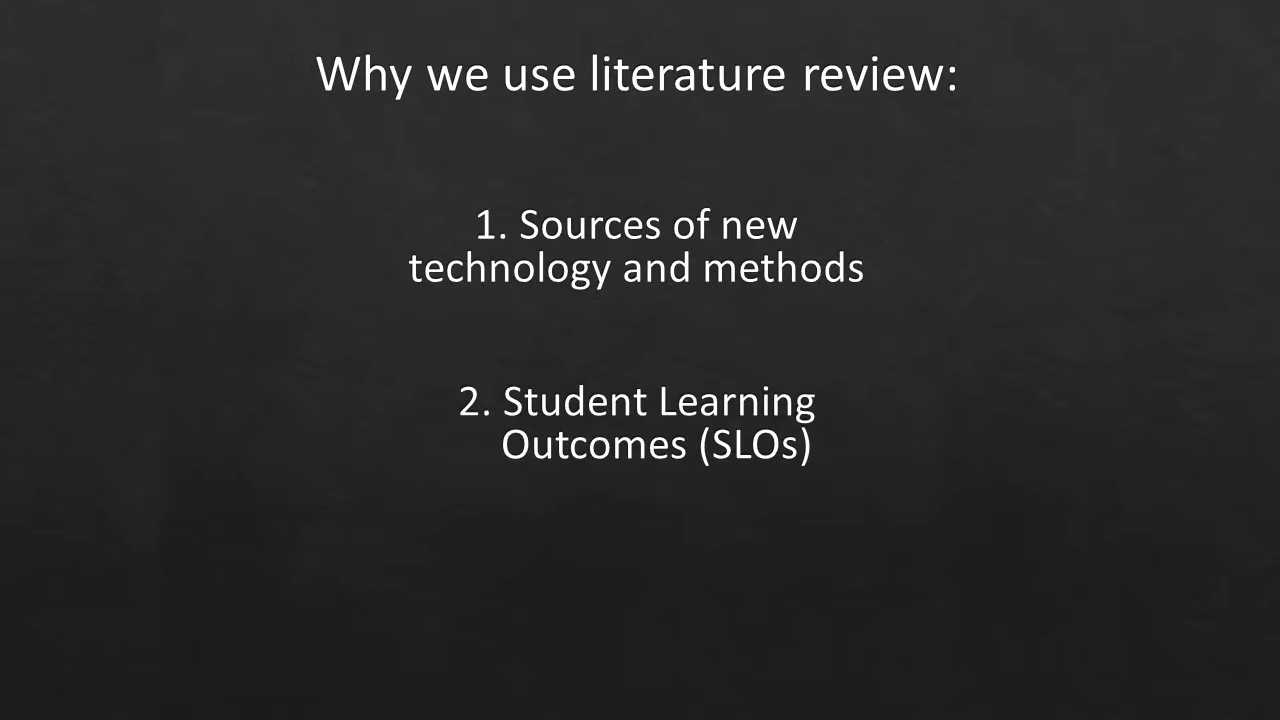 Why we use literature review:
1. Sources of new
technology and methods
2. Student Learning
Outcomes (SLOs)